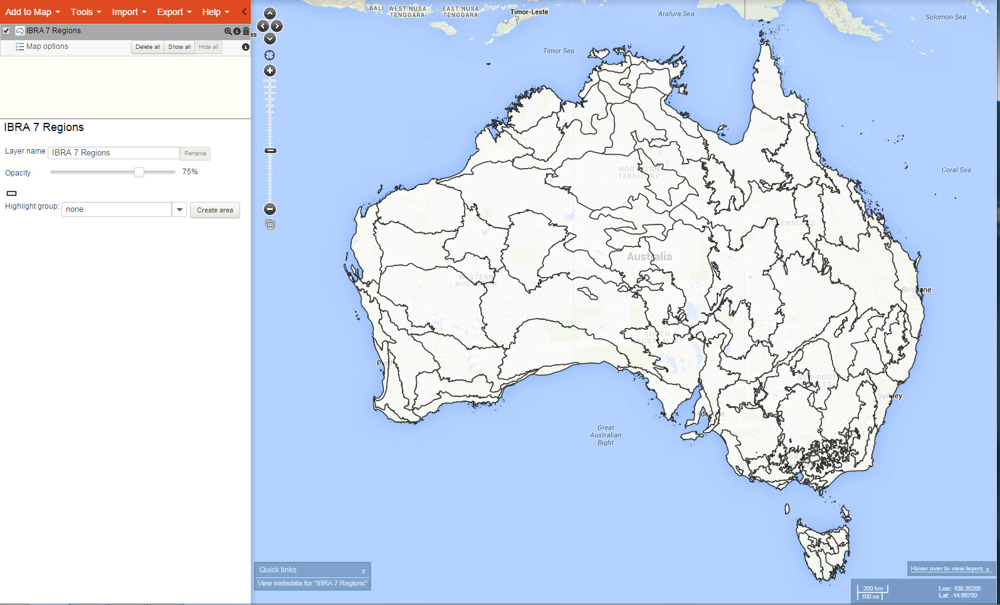 Add to Map Tools Import Export Help
IBRA 7 Regions
Map options Delete all Show all Hide all
IBRA 7 Regions
Layer name IBRA 7 Regions Rename
Opacity 75%
Highlight group: none Create area
as
BALI WEST NUSA TENGGARA
EAST NUSA TENGGARA
Timor-Leste
Arafura Sea
Solomon Sea
Timor Sea
Coral Sea
NORTHERN TERRITORY
QUEENSLAND
Australia
WESTERN AUSTRALIA
Brisbane
SOUTH AUSTRALIA
Perth
NEW SOUTH WALES
Sydney
Adelaide
Great
Australian
Bight
Quick links x
View metadata for "IBRA 7 Regions"
Hover over to view layers x
200 km
100 mi
Lon: 108.35205
Lat: -14.66750